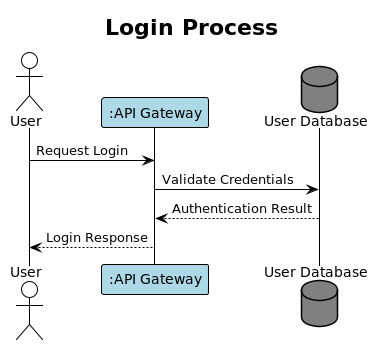 Login Process
User
:API Gateway
User Database
Request Login
Validate Credentials
Authentication Result
Login Response
User
:API Gateway
User Database